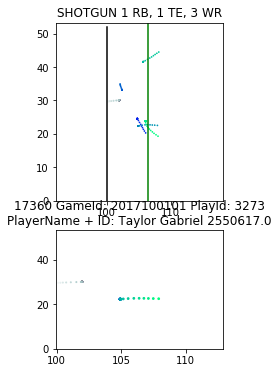 SHOTGUN 1 RB, 1 TE, 3 WR
50
40
30
20
10
0
100 110
17360 GameId: 2017100101 PlayId: 3273
PlayerName + ID: Taylor Gabriel 2550617.0
40
20
0
100 105 110